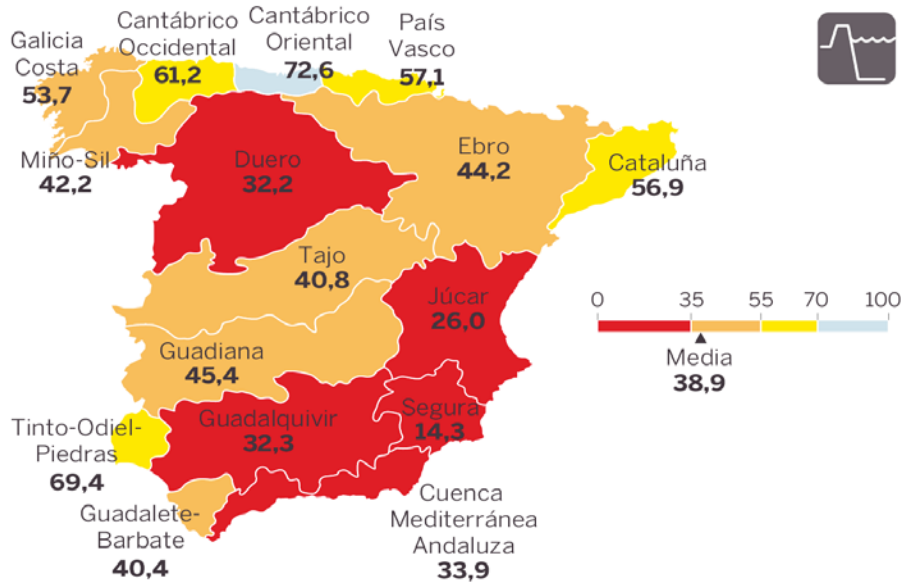 Galicia
Costa
53,7
Cantábrico
Occidental
61,2
Cantábrico
Oriental
72,6
País
Vasco
57,1
Miño-Sil
42,2
Duero
32,2
Ebro
44,2
Cataluña
56,9
Tajo
40,8
Júcar
26,0
0 35 55 70 100
Media
38,9
Guadiana
45,4
Guadalquivir
32,3
Segura
14,3
Tinto-Odiel-
Piedras
69,4
Guadalete-
Barbate
40,4
Cuenca
Mediterránea
Andaluza
33,9